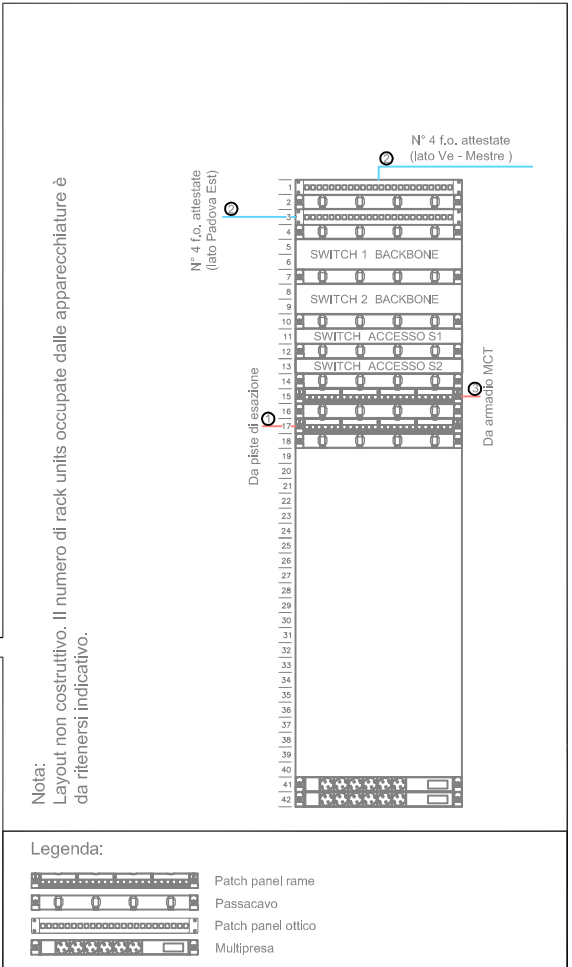 N° 4 f.o. attestate
(lato Ve - Mestre )
2
N° 4 f.o. attestate
(lato Padova Est)
2
1
2
3
4
5
SWITCH 1 BACKBONE
6
7
8
SWITCH 2 BACKBONE
9
10
11
SWITCH ACCESSO S1
12
13
SWITCH ACCESSO S2
14
15
16
17
18
19
20
21
22
23
24
25
26
27
28
29
30
31
32
33
34
35
36
37
38
39
40
41
42
3
Da armadio MCT
1
Da piste di esazione
Nota:
Layout non costruttivo. Il numero di rack units occupate dalle apparecchiature è
da ritenersi indicativo.
Legenda:
Patch panel rame
Passacavo
Patch panel ottico
Multipresa